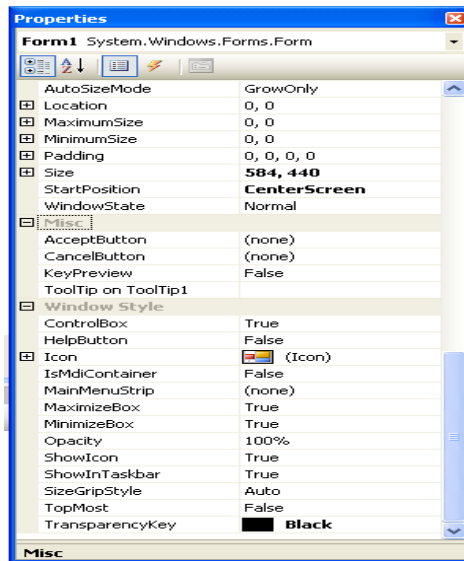 Properties
Form1 System.Windows.Forms.Form
AutoSizeMode GrowOnly
Location 0, 0
MaximumSize 0, 0
MinimumSize 0, 0
Padding 0, 0, 0, 0
Size 584, 440
StartPosition CenterScreen
WindowState Normal
Misc
AcceptButton (none)
CancelButton (none)
KeyPreview False
ToolTip on ToolTip1
Window Style
ControlBox True
HelpButton False
Icon (Icon)
IsMdiContainer False
MainMenuStrip (none)
MaximizeBox True
MinimizeBox True
Opacity 100%
ShowIcon True
ShowInTaskbar True
SizeGripStyle Auto
TopMost False
TransparencyKey Black
Misc